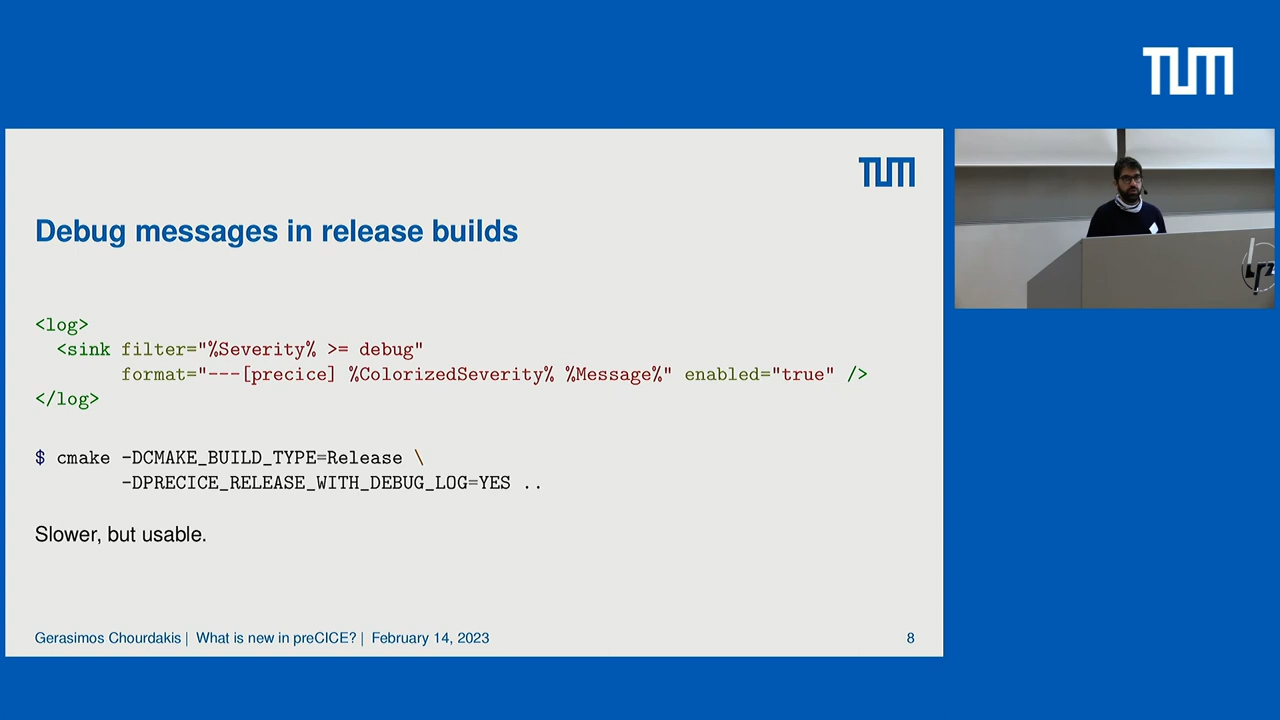 TUM
TUM
Debug messages in release builds
<log>
  <sink filter="%Severity% >= debug"
        format="---[precice] %ColorizedSeverity% %Message%" enabled="true" />
</log>
$ cmake -DCMAKE_BUILD_TYPE=Release \
        -DPRECICE_RELEASE_WITH_DEBUG_LOG=YES ..
Slower, but usable.
Gerasimos Chourdakis | What is new in preCICE? | February 14, 2023
8
lrz